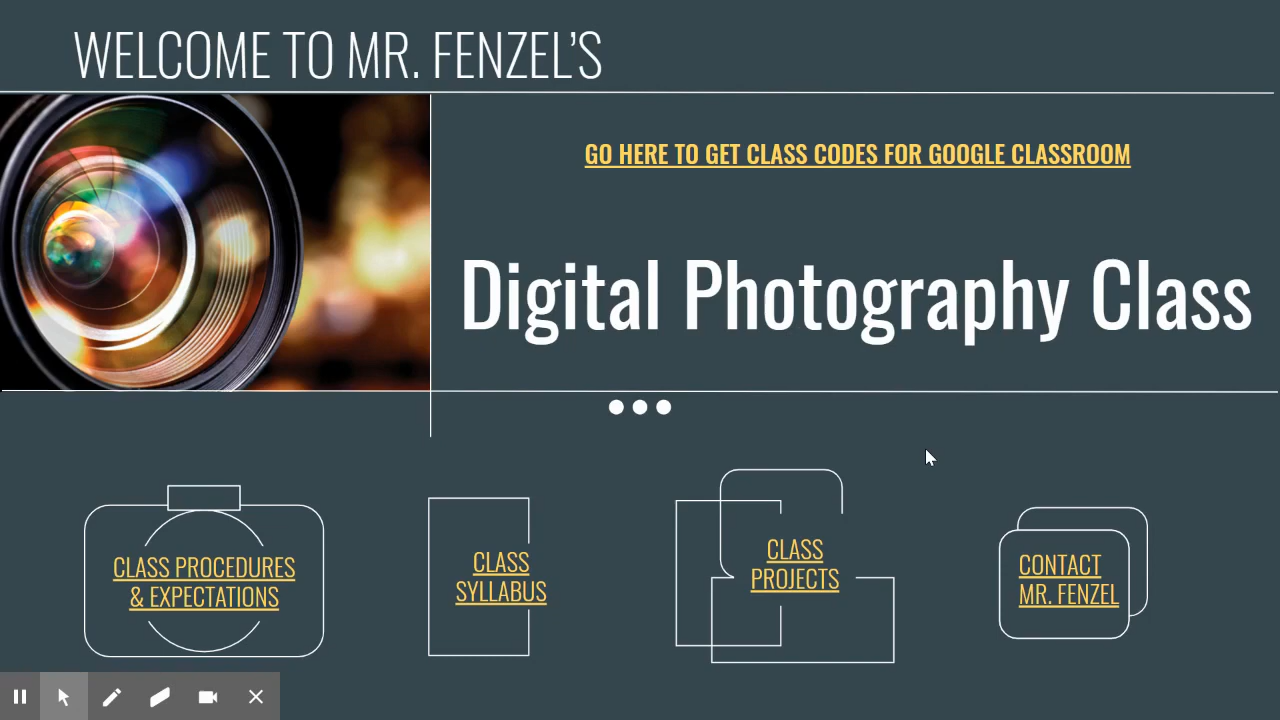 WELCOME TO MR. FENZEL’S
GO HERE TO GET CLASS CODES FOR GOOGLE CLASSROOM
Digital Photography Class
CLASS PROCEDURES
& EXPECTATIONS
CLASS
SYLLABUS
CLASS
PROJECTS
CONTACT
MR. FENZEL